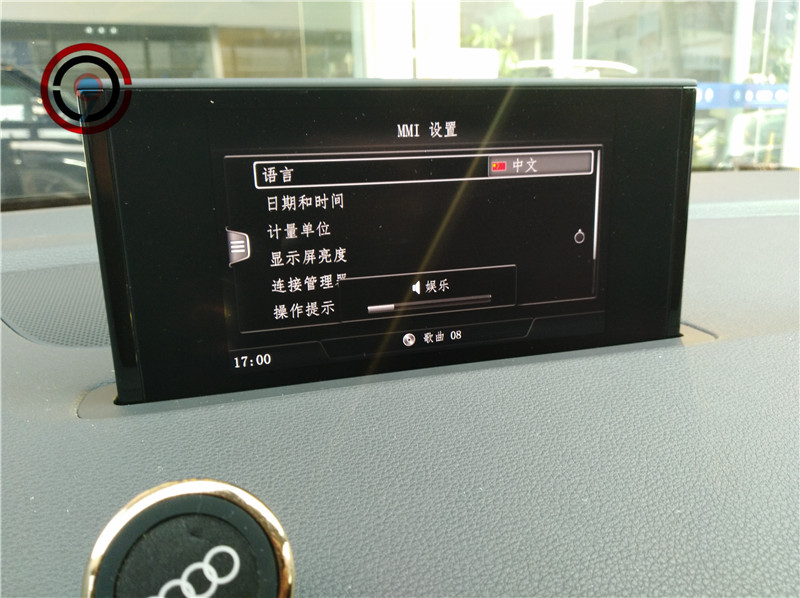 MMI 设置
语言 中文
日期和时间
计量单位
显示屏亮度
连接管理器
操作提示
娱乐
歌曲 08
17:00